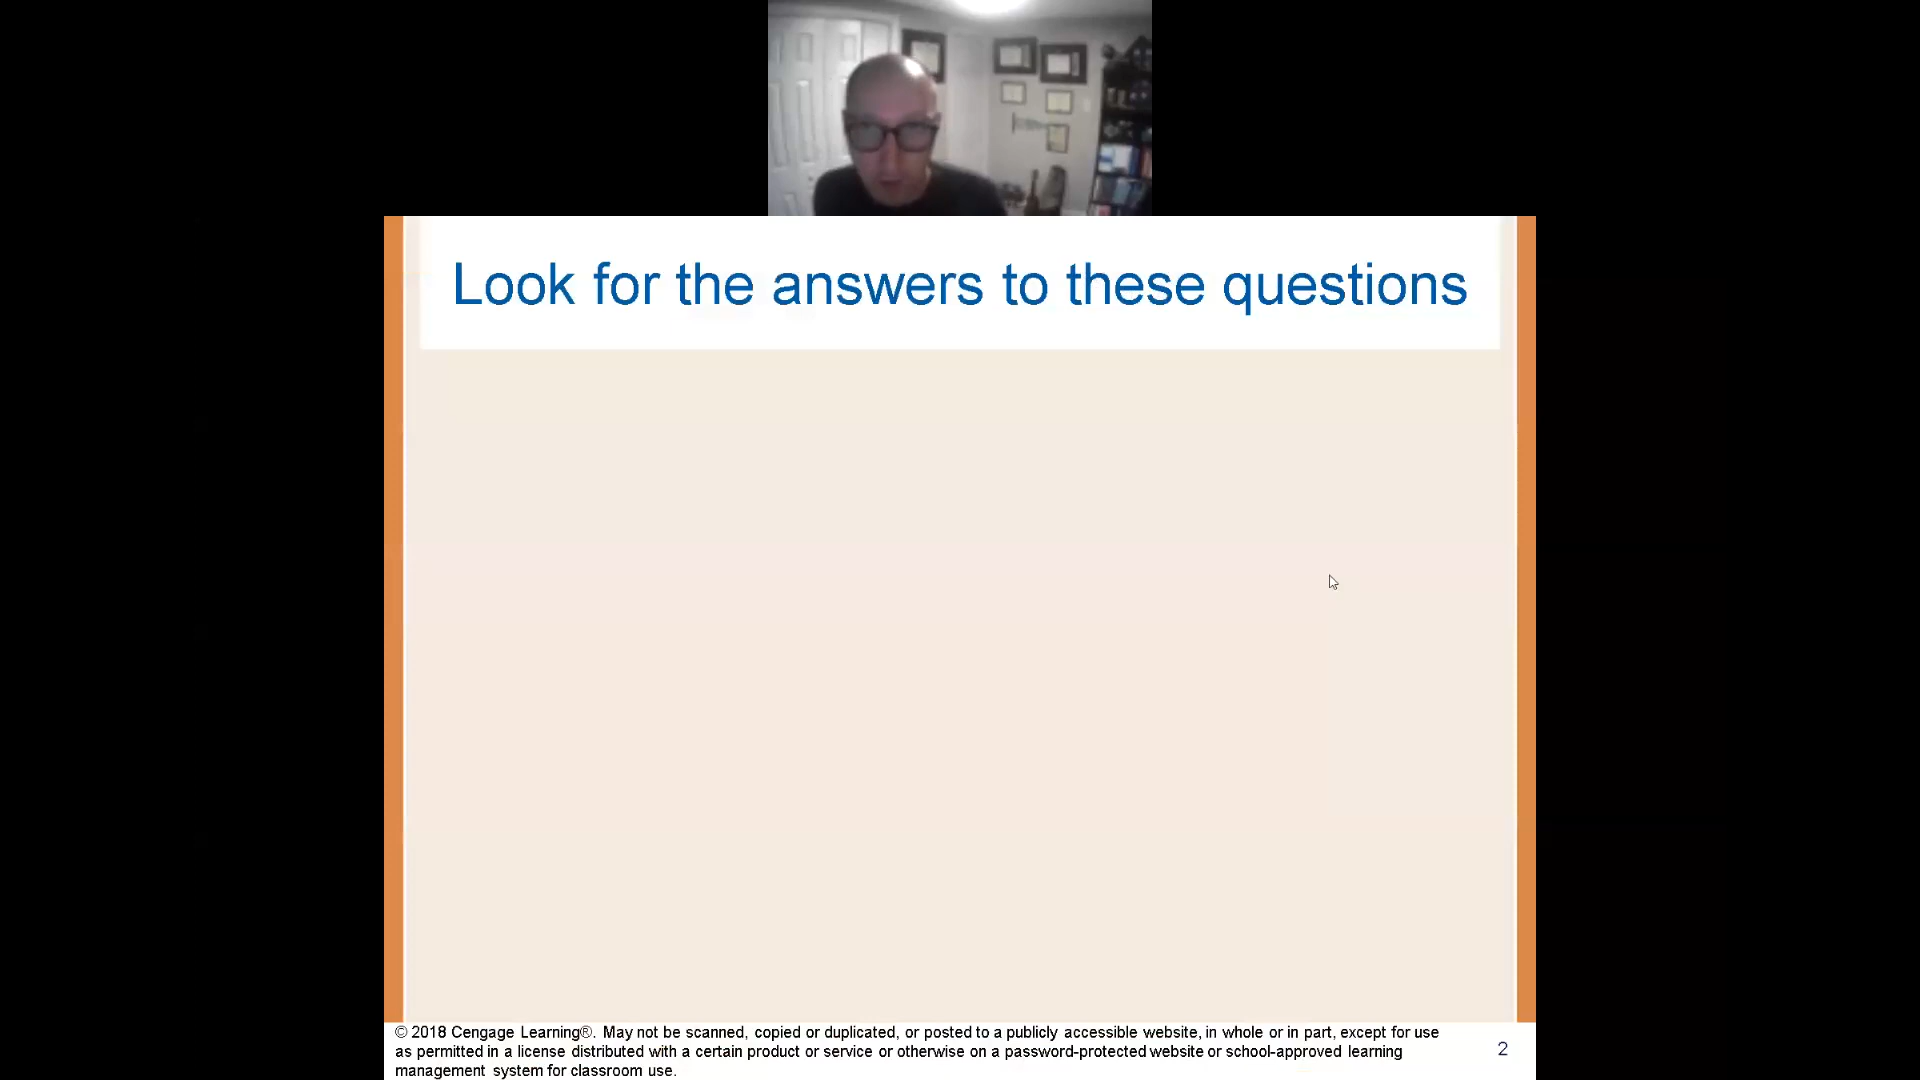 Look for the answers to these questions
© 2018 Cengage Learning®. May not be scanned, copied or duplicated, or posted to a publicly accessible website, in whole or in part, except for use
as permitted in a license distributed with a certain product or service or otherwise on a password-protected website or school-approved learning
management system for classroom use.
2